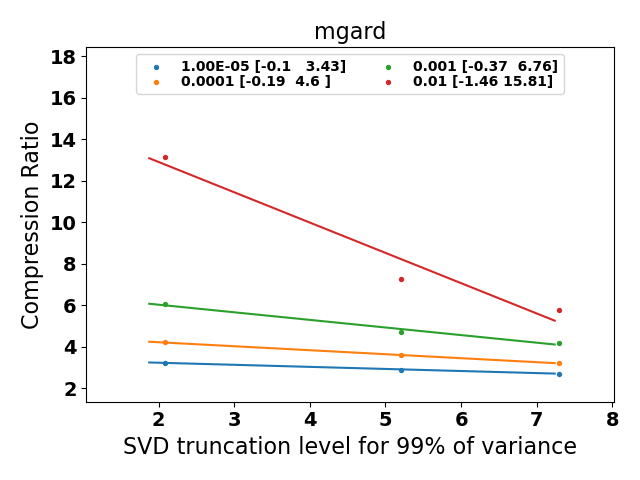 mgard
1.00E-05 [-0.1   3.43]
0.0001 [-0.19  4.6 ]
0.001 [-0.37  6.76]
0.01 [-1.46 15.81]
Compression Ratio
18
16
14
12
10
8
6
4
2
2 3 4 5 6 7 8
SVD truncation level for 99% of variance